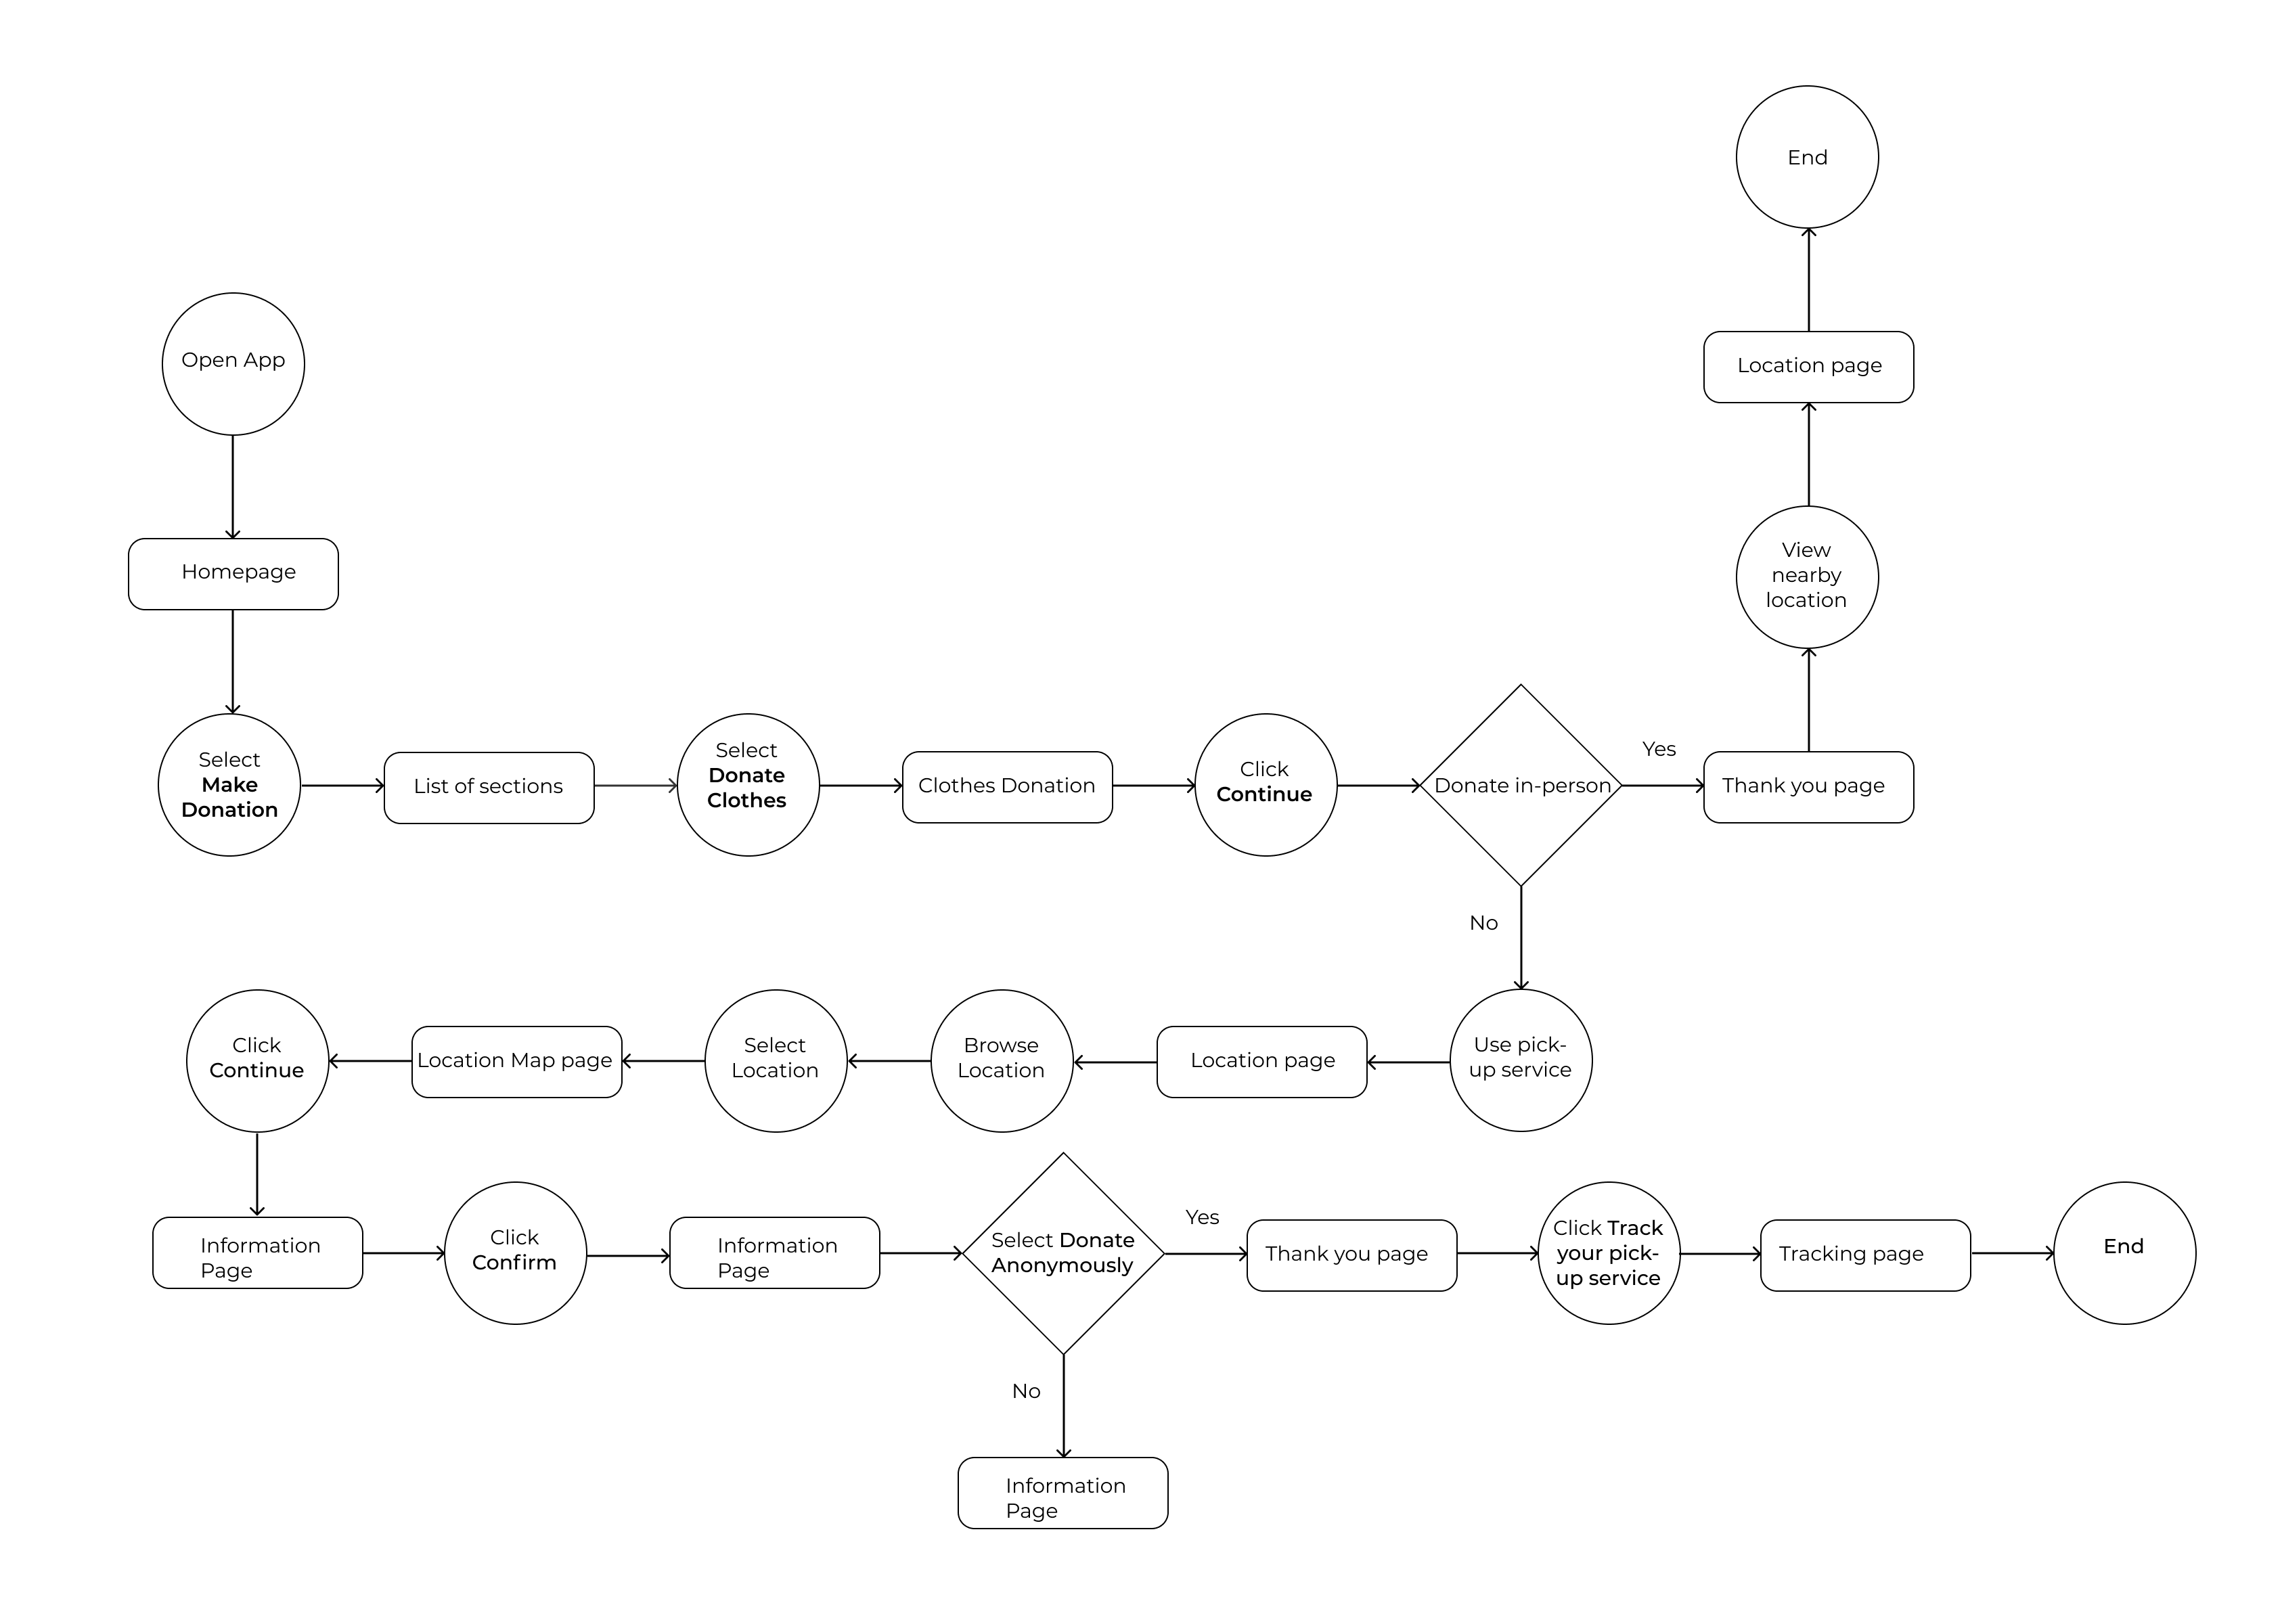 End
Open App
Location page
View
nearby
location
Homepage
Select
Make
Donation
List of sections
Select
Donate
Clothes
Clothes Donation
Click
Continue
Donate in-person
Yes
Thank you page
No
Use pick-
up service
Location page
Browse
Location
Select
Location
Location Map page
Click
Continue
Information
Page
Click
Confirm
Information
Page
Select Donate
Anonymously
Yes
Thank you page
Click Track
your pick-
up service
Tracking page
End
No
Information
Page